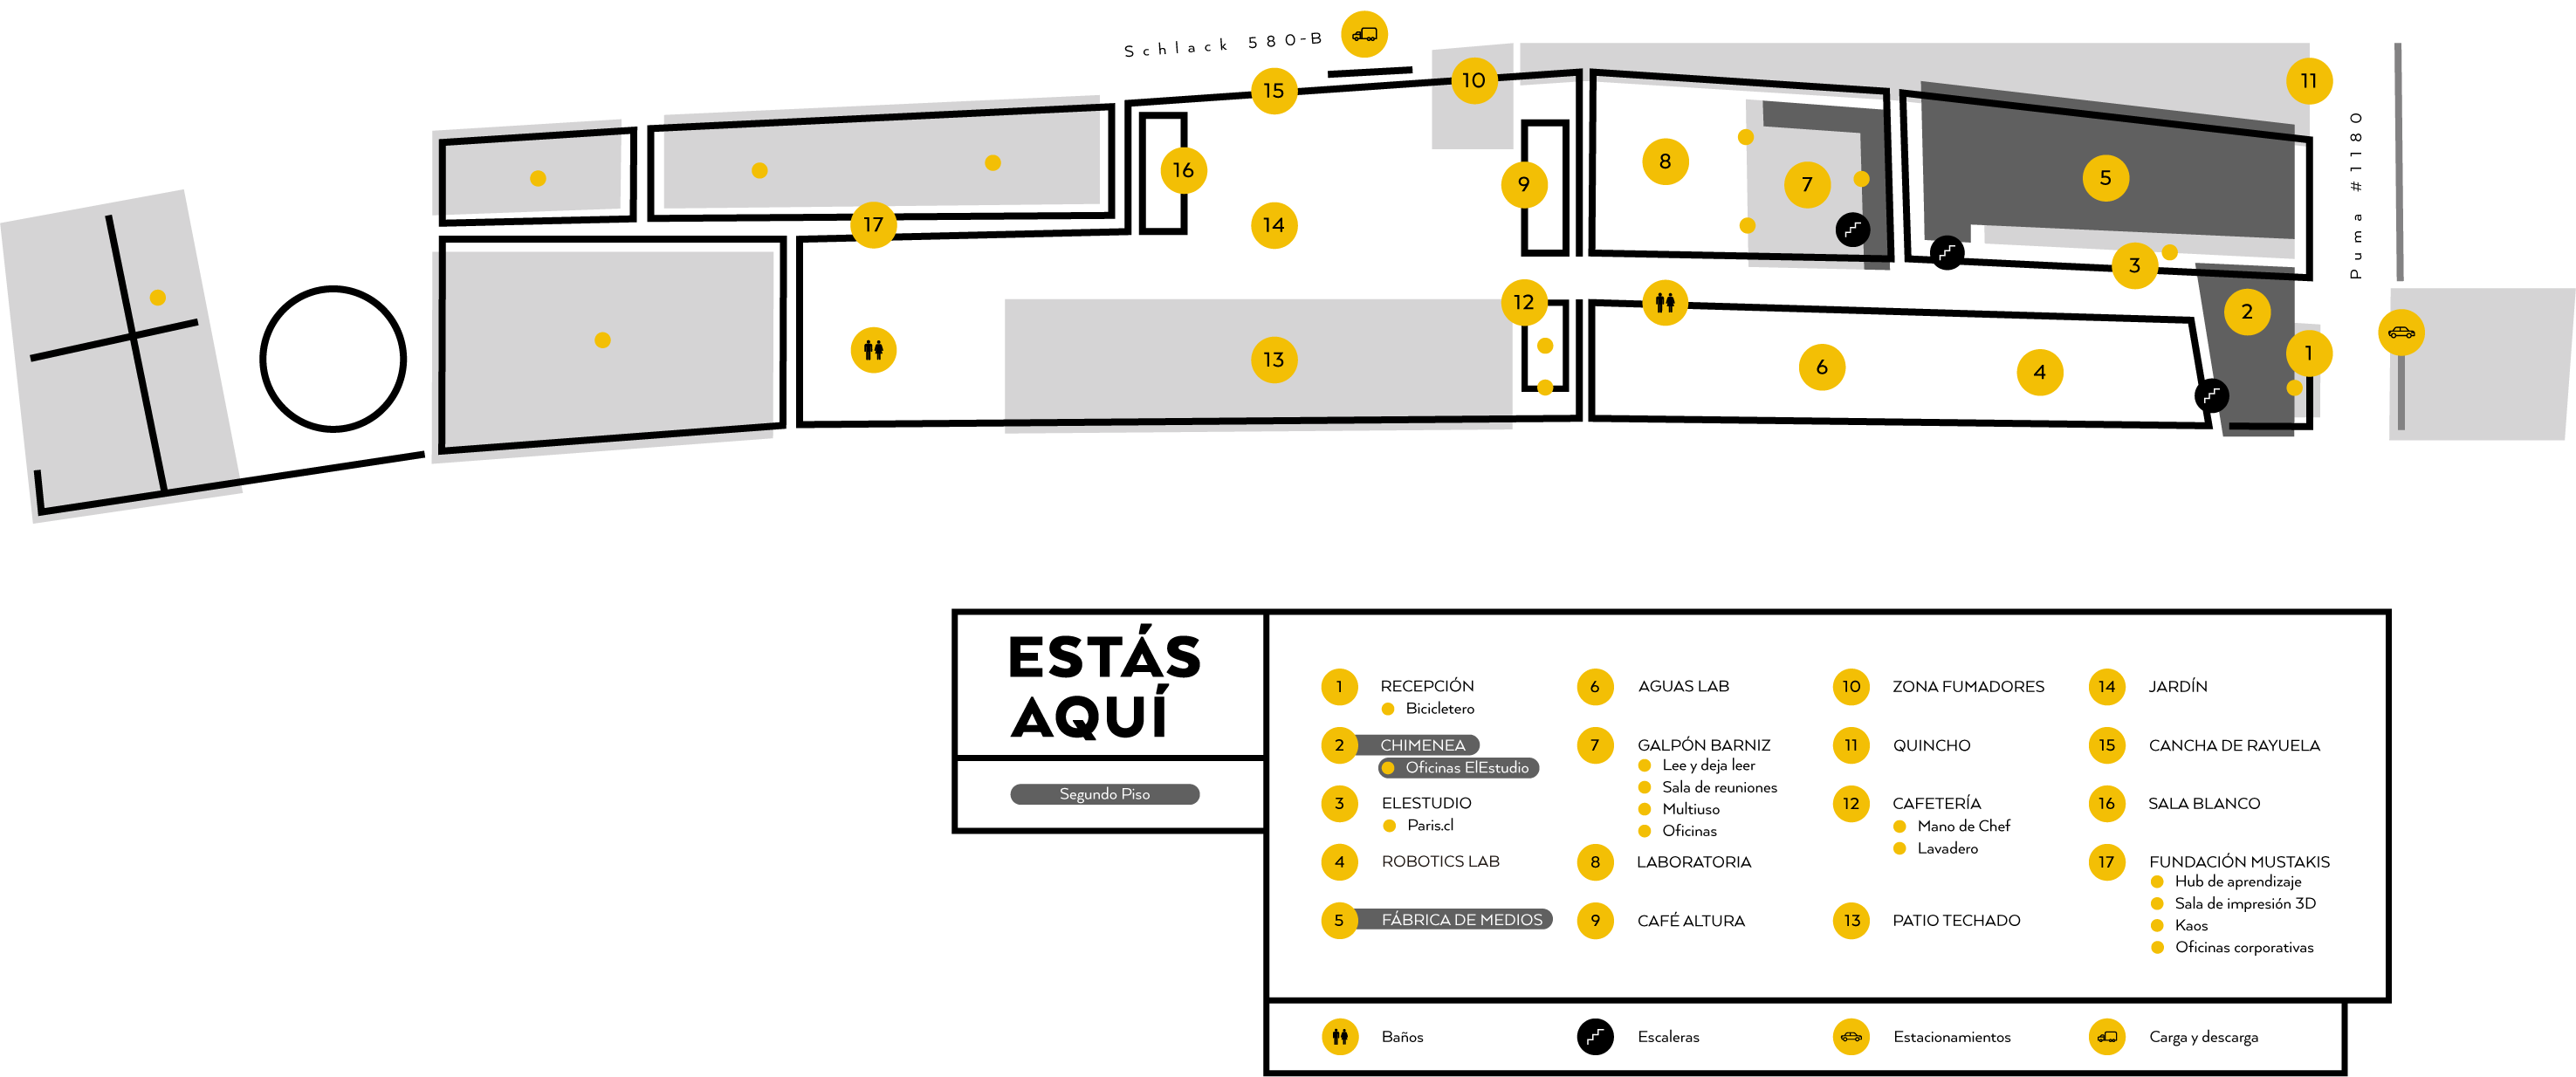 Schlack 580-B
10
11
15
Puma #1180
8
16
5
9
7
17
14
3
12
2
13
6
4
1
ESTÁS
AQUÍ
Segundo Piso
1 RECEPCIÓN
Bicicletero
2 CHIMENEA
Oficinas ElEstudio
3 ELESTUDIO
Paris.cl
4 ROBOTICS LAB
5 FÁBRICA DE MEDIOS
6 AGUAS LAB
7 GALPÓN BARNIZ
Lee y deja leer
Sala de reuniones
Multiuso
Oficinas
8 LABORATORIA
9 CAFÉ ALTURA
10 ZONA FUMADORES
11 QUINCHO
12 CAFETERÍA
Mano de Chef
Lavadero
13 PATIO TECHADO
14 JARDÍN
15 CANCHA DE RAYUELA
16 SALA BLANCO
17 FUNDACIÓN MUSTAKIS
Hub de aprendizaje
Sala de impresión 3D
Kaos
Oficinas corporativas
Baños
Escaleras
Estacionamientos
Carga y descarga